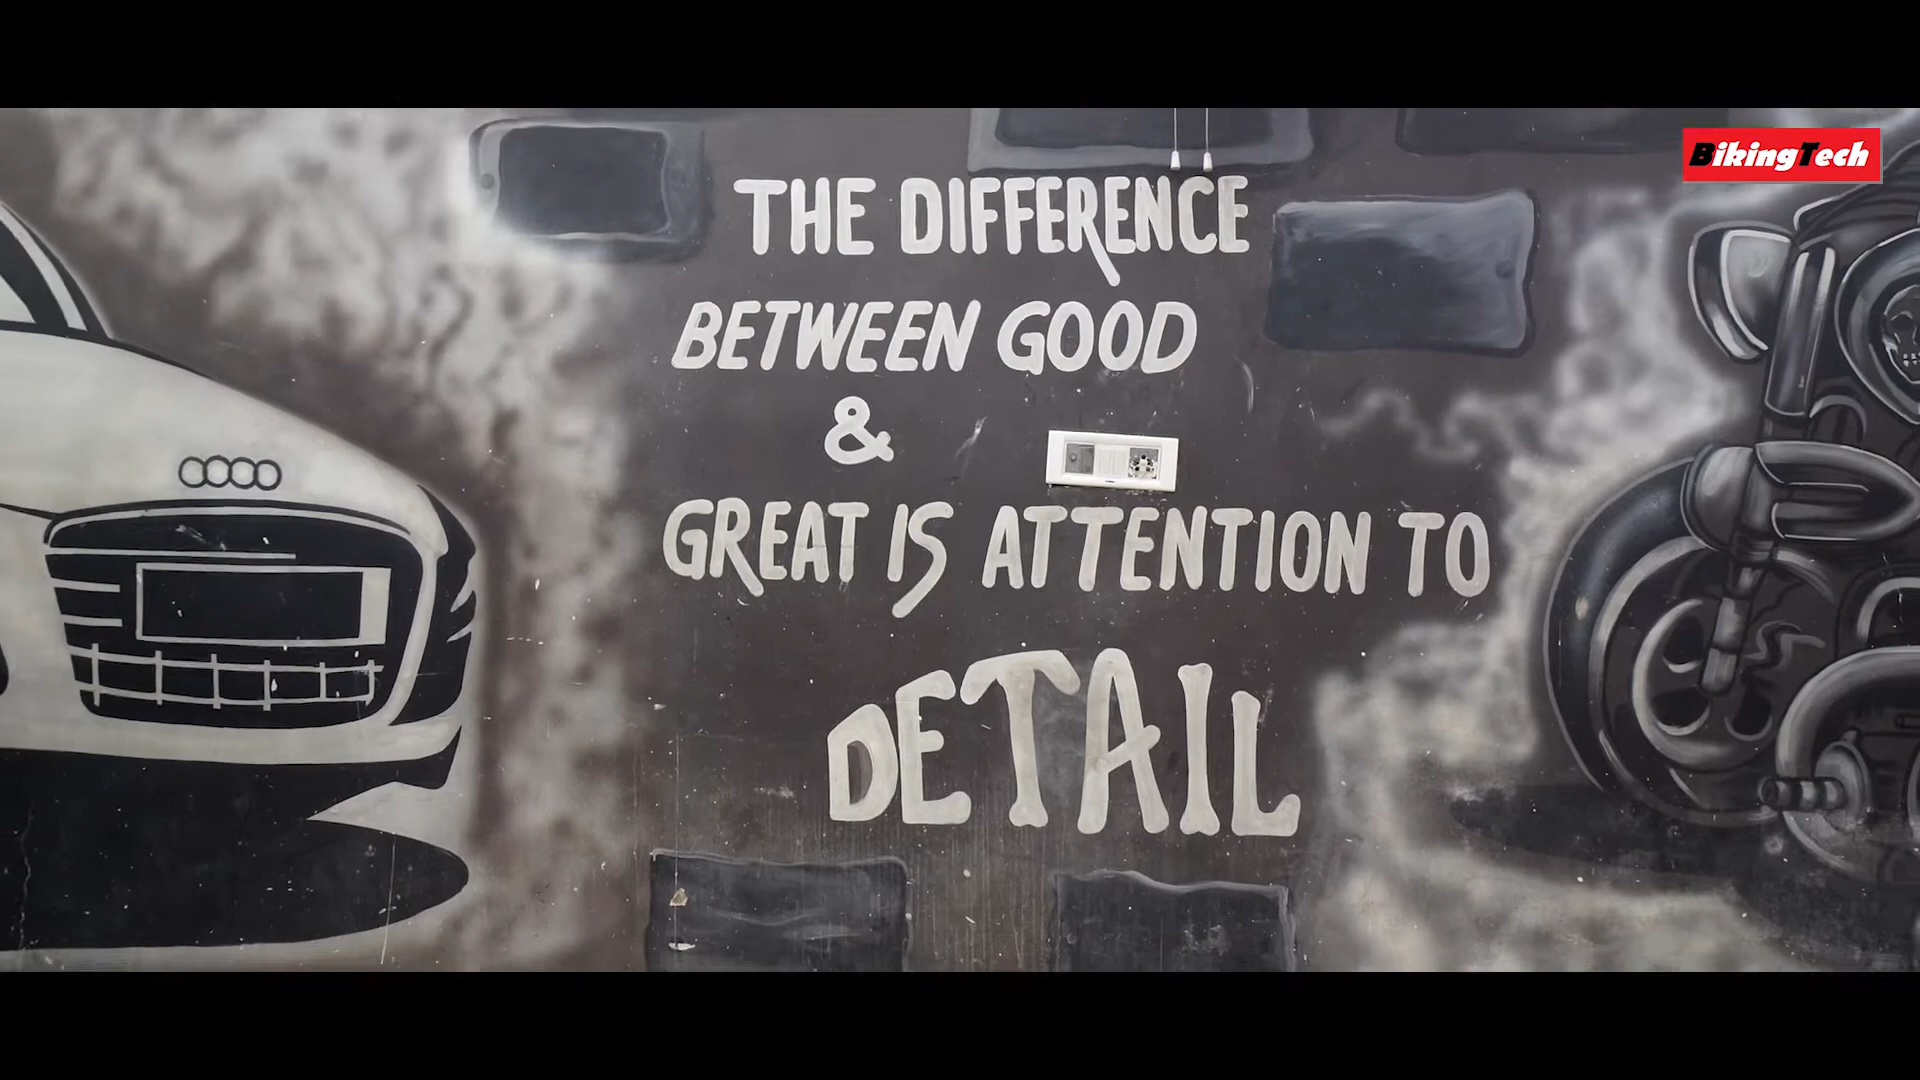 BikingTech
THE DIFFERENCE
BETWEEN GOOD
&
GREAT IS ATTENTION TO
DETAIL